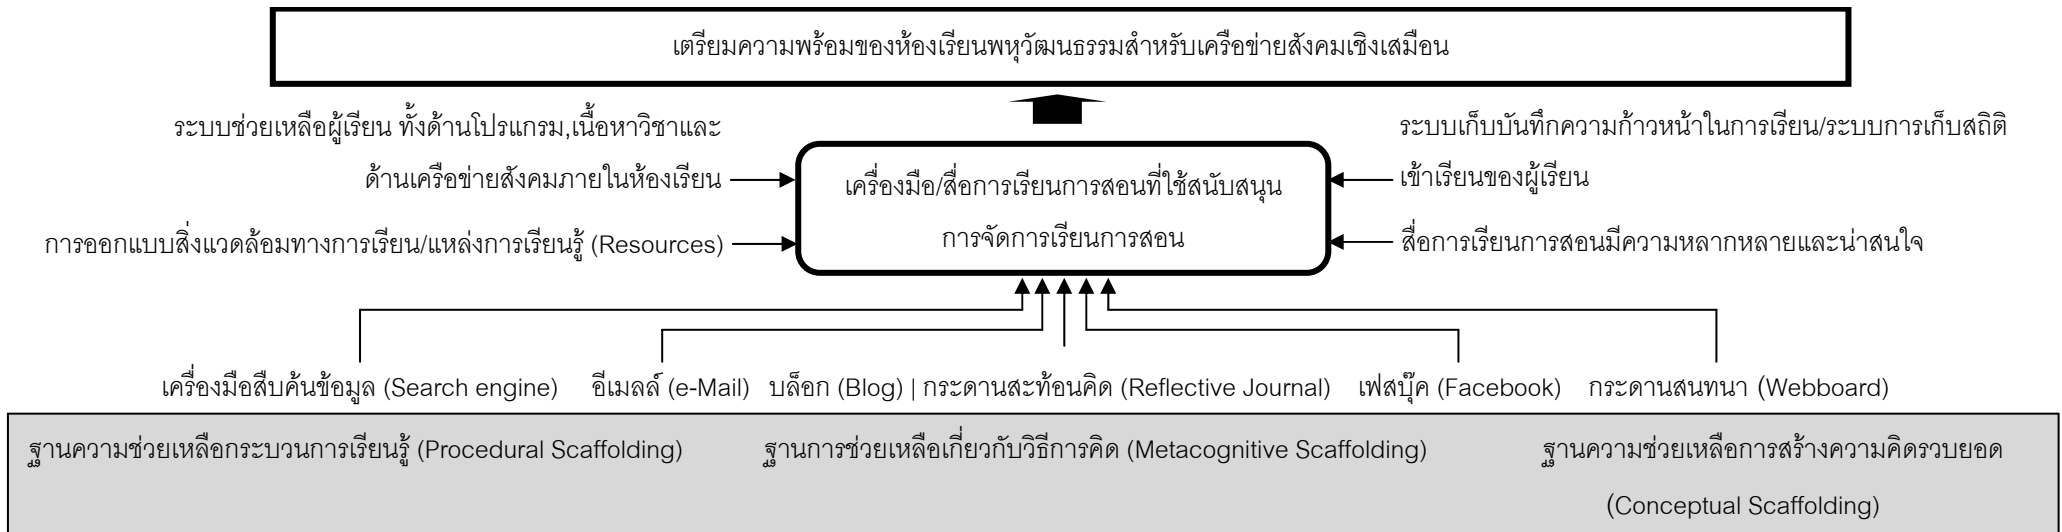 เตรียมความพร้อมของห้องเรียนพหุวัฒนธรรมสำหรับเครือข่ายสังคมเชิงเสมือน
ระบบช่วยเหลือผู้เรียน ทั้งด้านโปรแกรม,เนื้อหาวิชาและ
ด้านเครือข่ายสังคมภายในห้องเรียน
การออกแบบสิ่งแวดล้อมทางการเรียน/แหล่งการเรียนรู้ (Resources)
เครื่องมือ/สื่อการเรียนการสอนที่ใช้สนับสนุน
การจัดการเรียนการสอน
ระบบเก็บบันทึกความก้าวหน้าในการเรียน/ระบบการเก็บสถิติ
เข้าเรียนของผู้เรียน
สื่อการเรียนการสอนมีความหลากหลายและน่าสนใจ
เครื่องมือสืบค้นข้อมูล (Search engine) อีเมลล์ (e-Mail) บล็อก (Blog) | กระดานสะท้อนคิด (Reflective Journal) เฟสบุ๊ค (Facebook) กระดานสนทนา (Webboard)
ฐานความช่วยเหลือกระบวนการเรียนรู้ (Procedural Scaffolding) ฐานการช่วยเหลือเกี่ยวกับวิธีการคิด (Metacognitive Scaffolding) ฐานความช่วยเหลือการสร้างความคิดรวบยอด
(Conceptual Scaffolding)